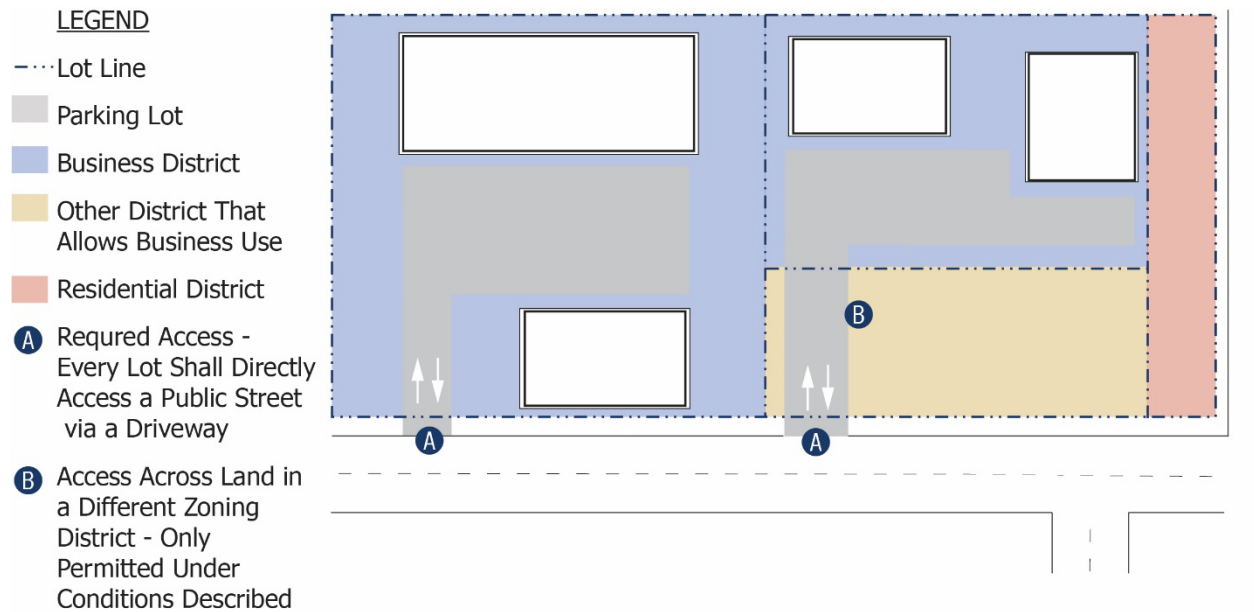 LEGEND
Lot Line
Parking Lot
Business District
Other District That
Allows Business Use
Residential District
A Requred Access -
Every Lot Shall Directly
Access a Public Street
via a Driveway
B Access Across Land in
a Different Zoning
District - Only
Permitted Under
Conditions Described
B
A
A